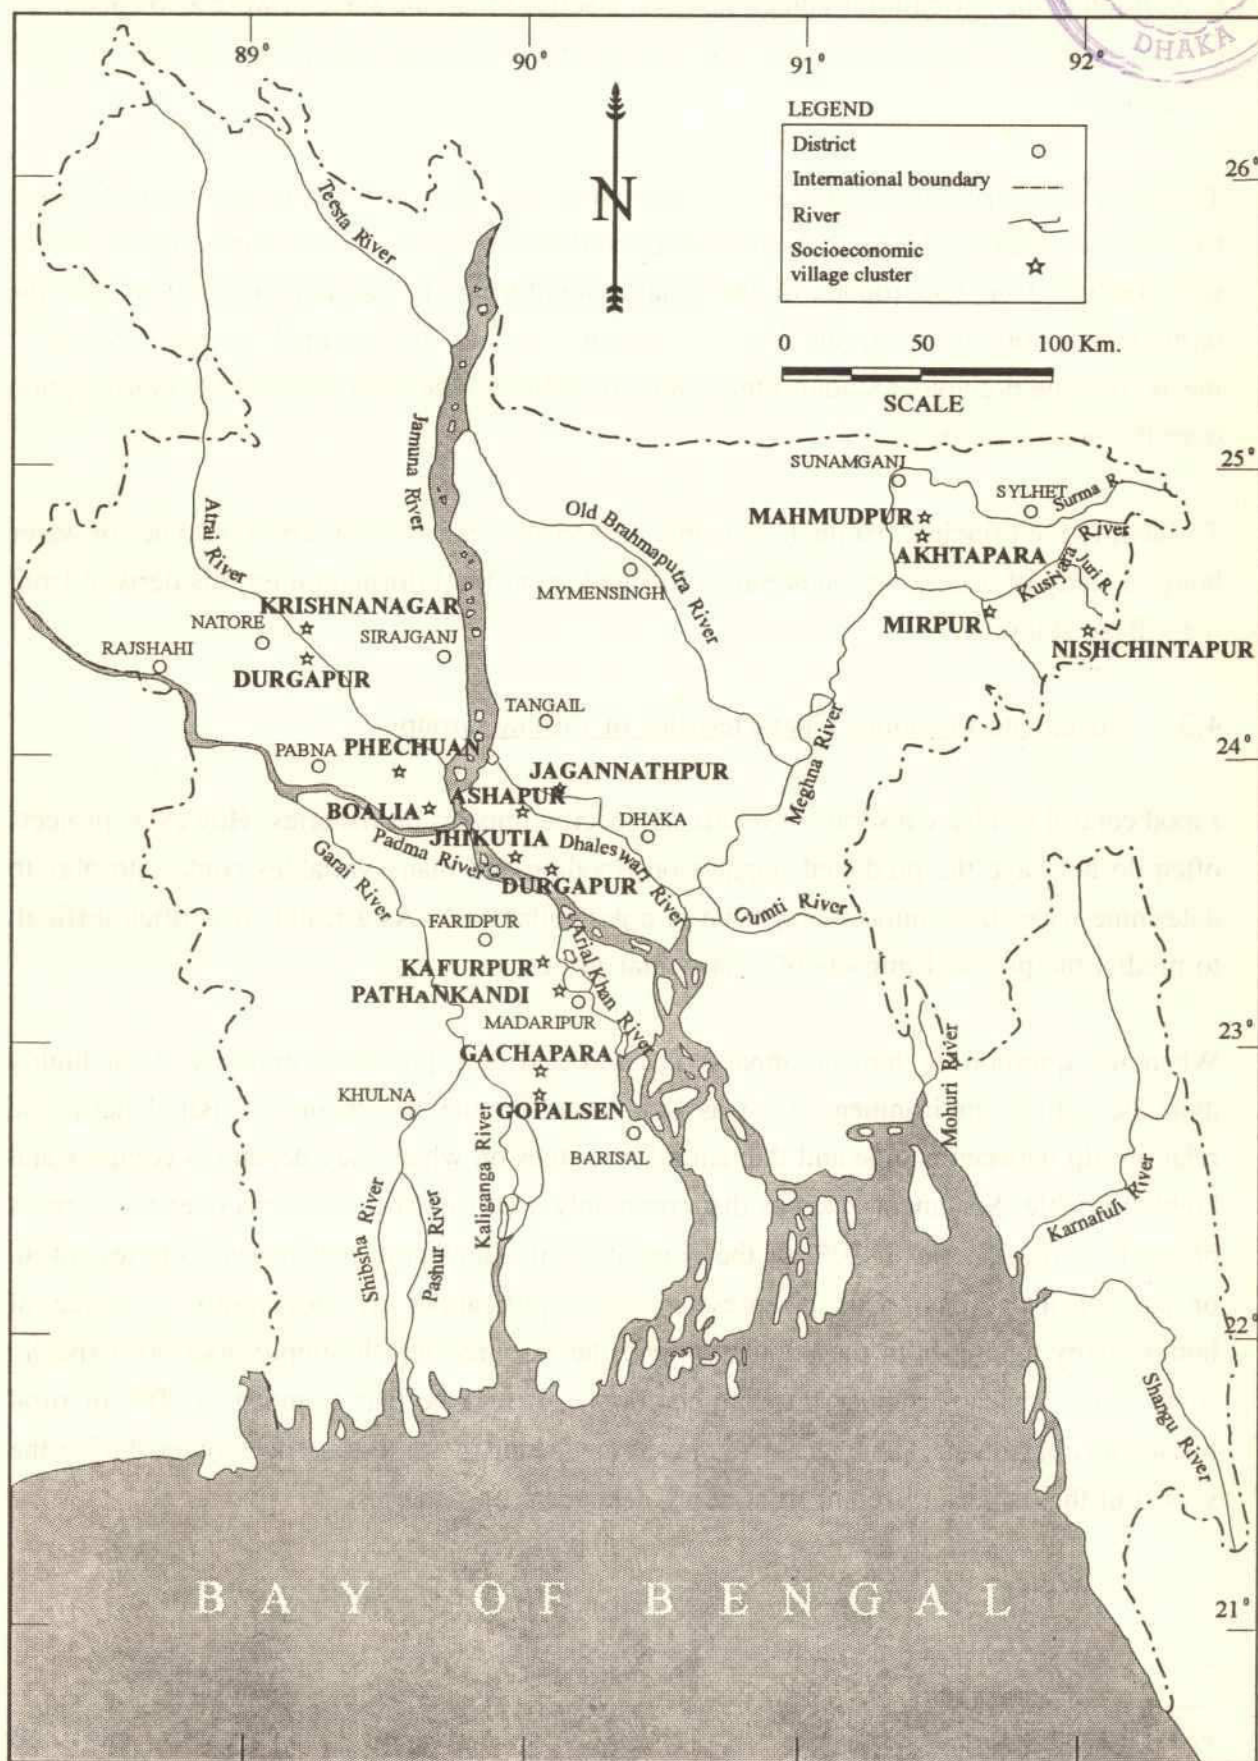 DHAKA
89°
90°
91°
92°
LEGEND
District
International boundary
River
Socioeconomic
village cluster
N
26°
0 50 100 Km.
SCALE
Teesta River
Jamuna River
25°
SUNAMGANJ
SYLHET
Surma R.
Atrai River
Old Brahmaputra River
MAHMUDPUR
AKHTAPARA
Kusiyara River
Juri R.
MYMENSINGH
KRISHNANAGAR
NATORE
SIRAJGANJ
MIRPUR
NISHCHINTAPUR
RAJSHAHI
DURGAPUR
TANGAIL
Meghna River
24°
PABNA
PHECHUAN
JAGANNATHPUR
ASHAPUR
BOALIA
DHAKA
Padma River
JHIKUTIA
Dhaleswari River
Garai River
DURGAPUR
Gumti River
FARIDPUR
Arial Khan River
KAFURPUR
PATHANKANDI
MADARIPUR
23°
GACHAPARA
Mohuri River
KHULNA
GOPALSEN
BARISAL
Kaliganga River
Shibsha River
Pashur River
Karnafuli River
22°
Shangu River
BAY OF BENGAL
21°